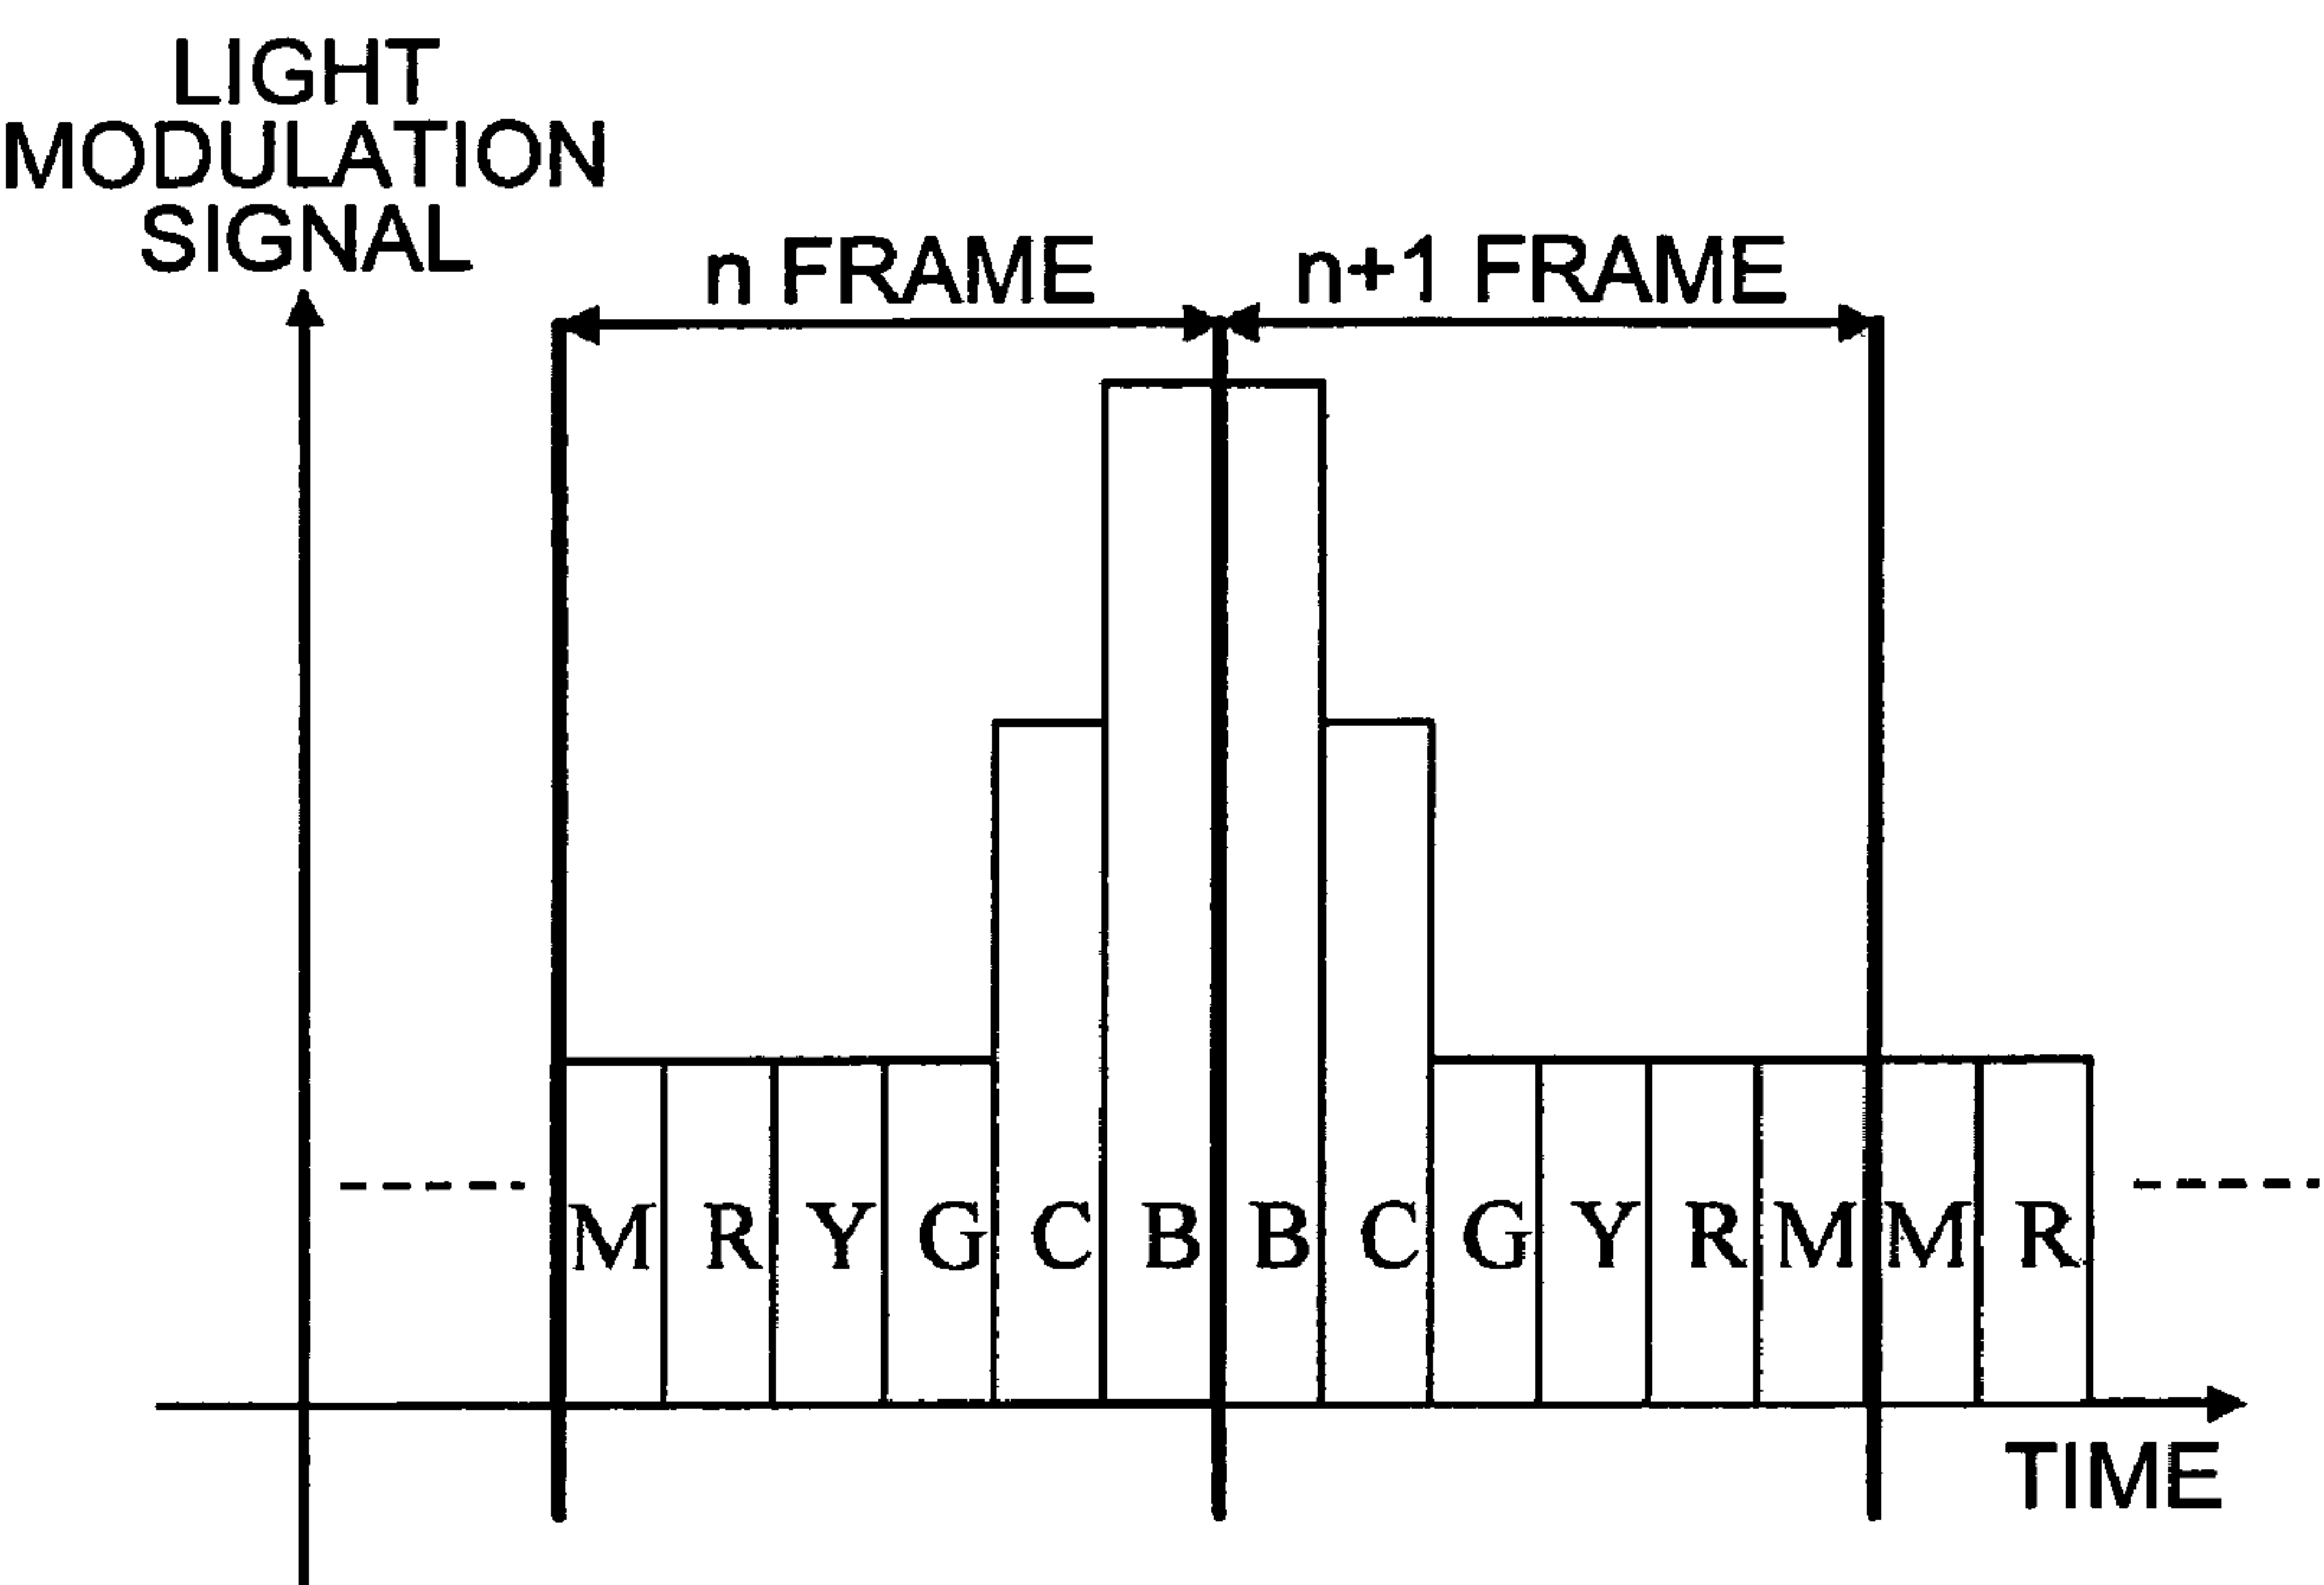 LIGHT
MODULATION
SIGNAL
n FRAME n+1 FRAME
M R Y G C B B C G Y R M M R
TIME